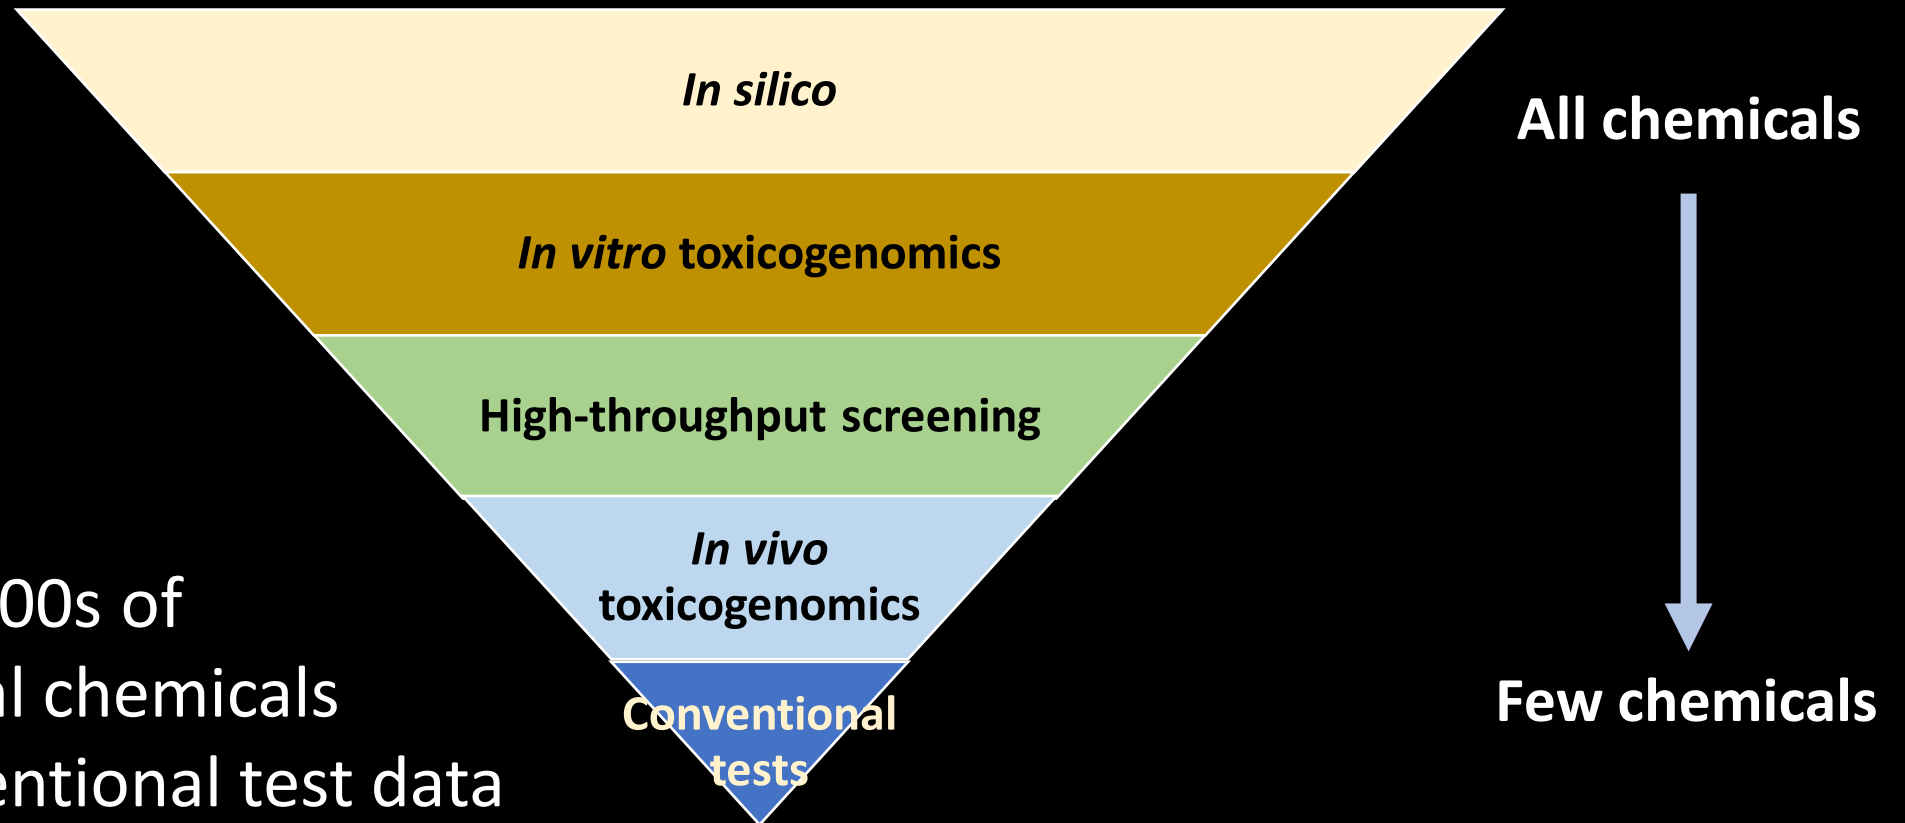 In silico
All chemicals
In vitro toxicogenomics
High-throughput screening
In vivo
toxicogenomics
Few chemicals
Conventional
tests
00s of
al chemicals
entional test data